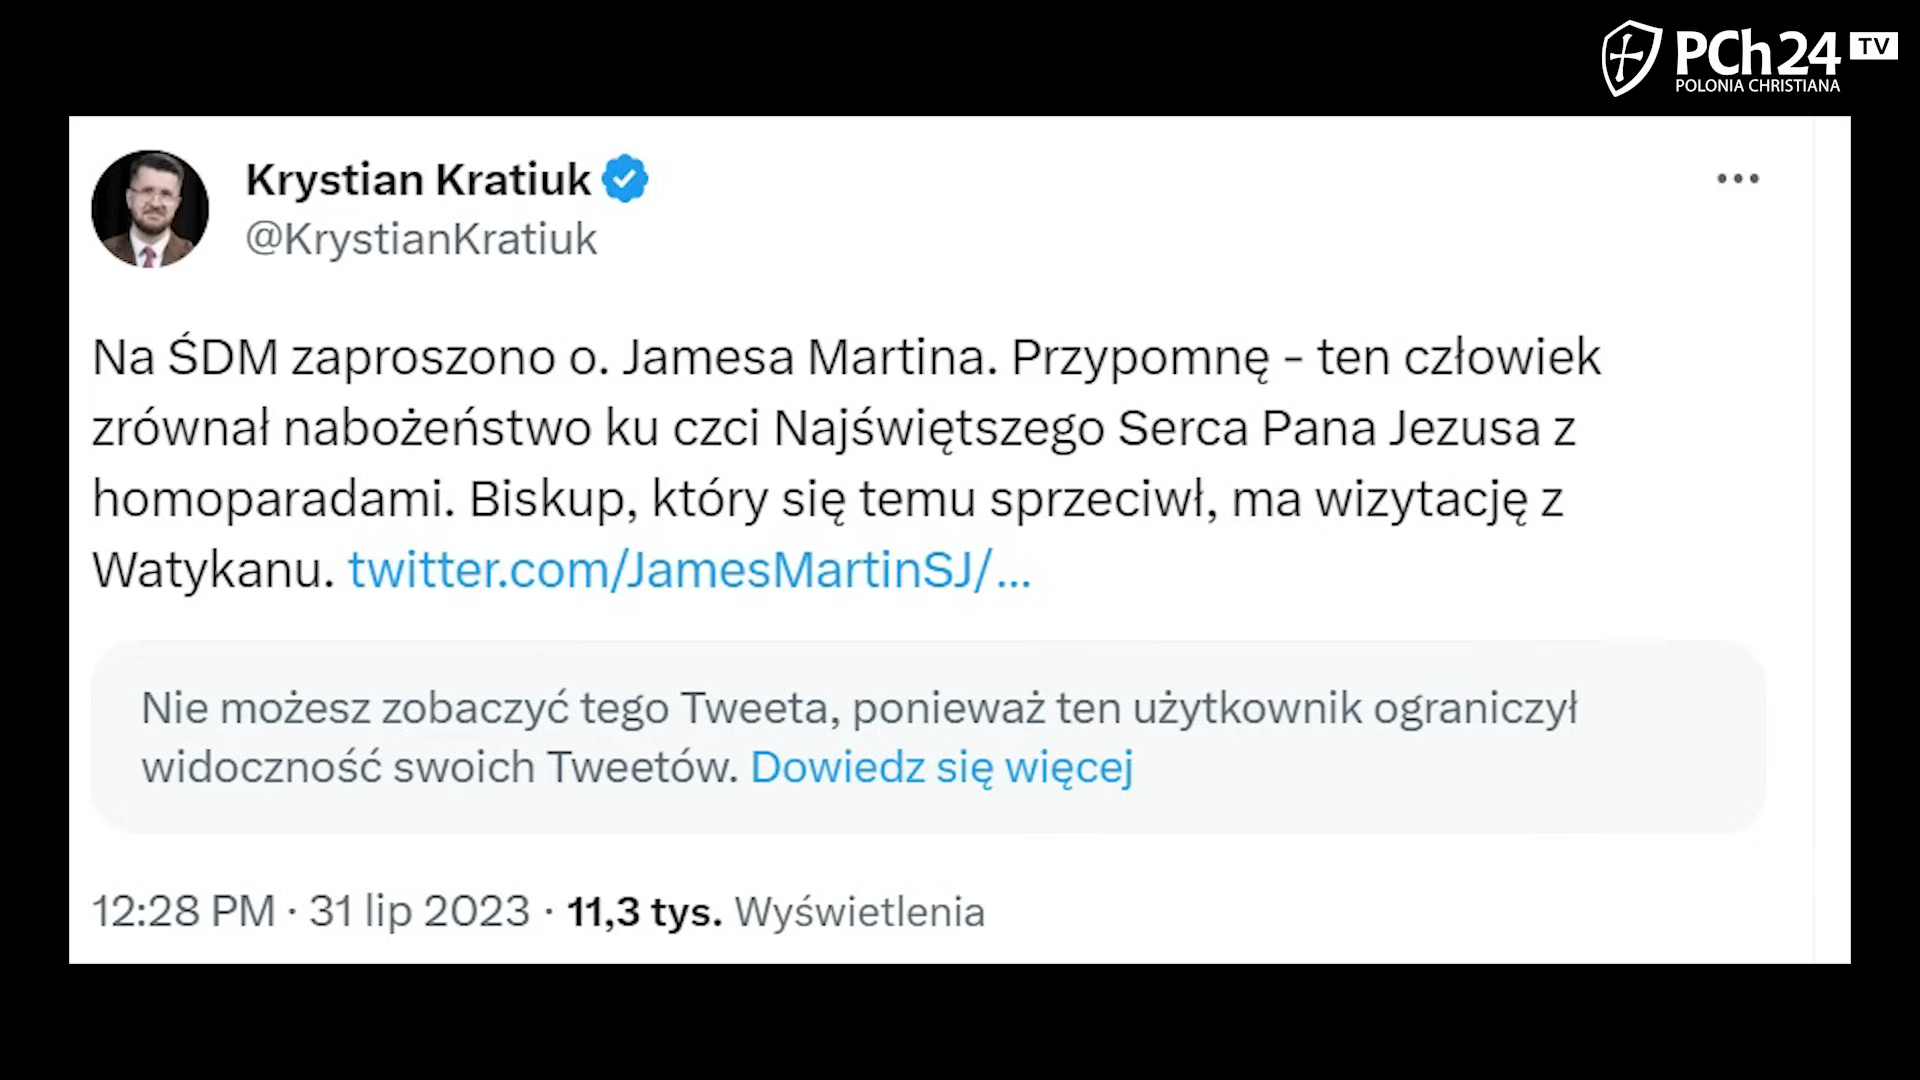 PCh24 TV
POLONIA CHRISTIANA
Krystian Kratiuk
@KrystianKratiuk
Na ŚDM zaproszono o. Jamesa Martina. Przypomnę - ten człowiek
zrównał nabożeństwo ku czci Najświętszego Serca Pana Jezusa z
homoparadami. Biskup, który się temu sprzeciwł, ma wizytację z
Watykanu. twitter.com/JamesMartinSJ/...
Nie możesz zobaczyć tego Tweeta, ponieważ ten użytkownik ograniczył
widoczność swoich Tweetów. Dowiedz się więcej
12:28 PM · 31 lip 2023 · 11,3 tys. Wyświetlenia